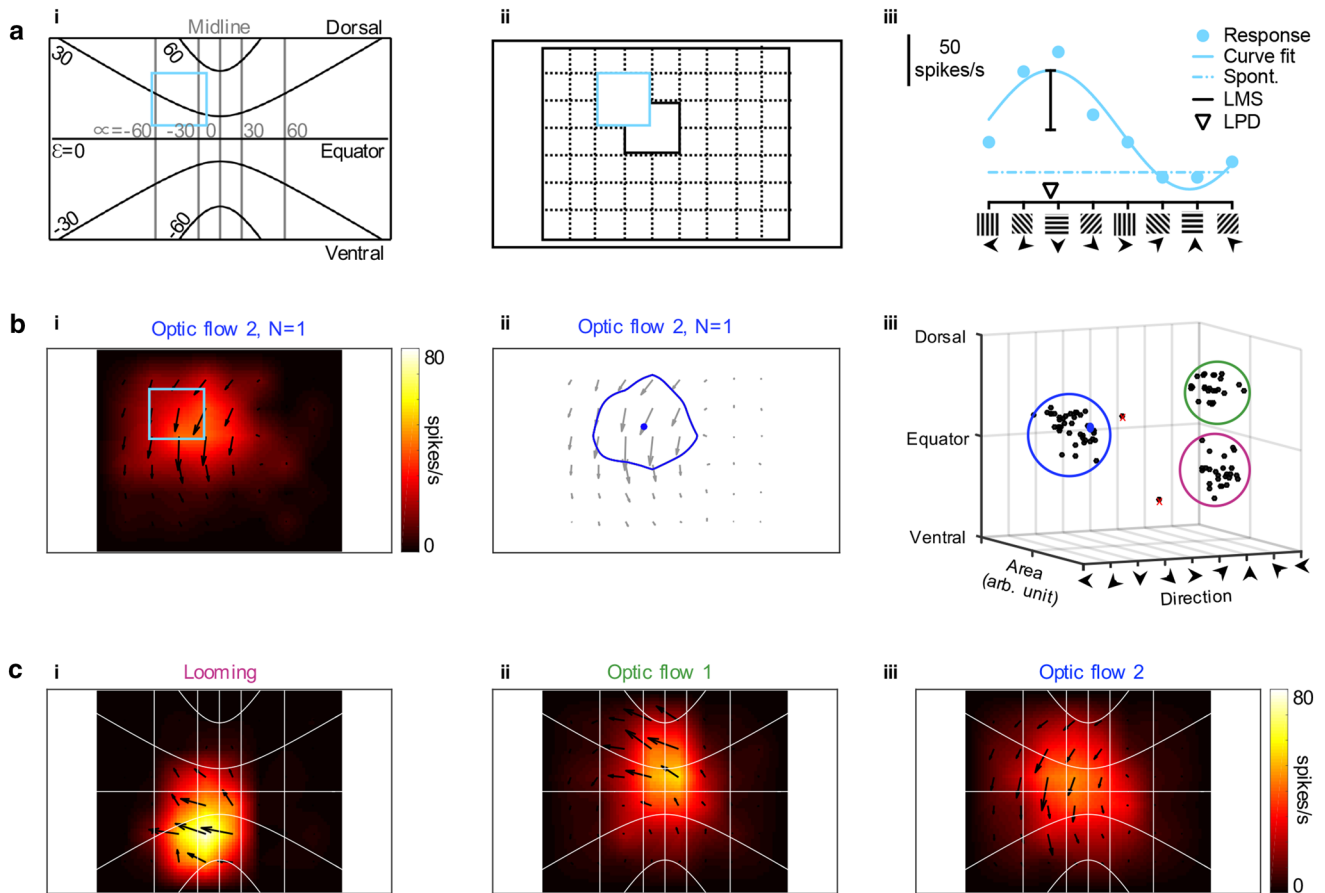 a
i
Midline
Dorsal
30
60
∝=-60
-30
0
30
60
ε=0
Equator
-30
-60
Ventral
ii
iii
50
spikes/s
Response
Curve fit
Spont.
LMS
LPD
b
i
Optic flow 2, N=1
80
spikes/s
0
ii
Optic flow 2, N=1
iii
Dorsal
Equator
Ventral
Area
(arb. unit)
Direction
c
i
Looming
ii
Optic flow 1
iii
Optic flow 2
80
spikes/s
0